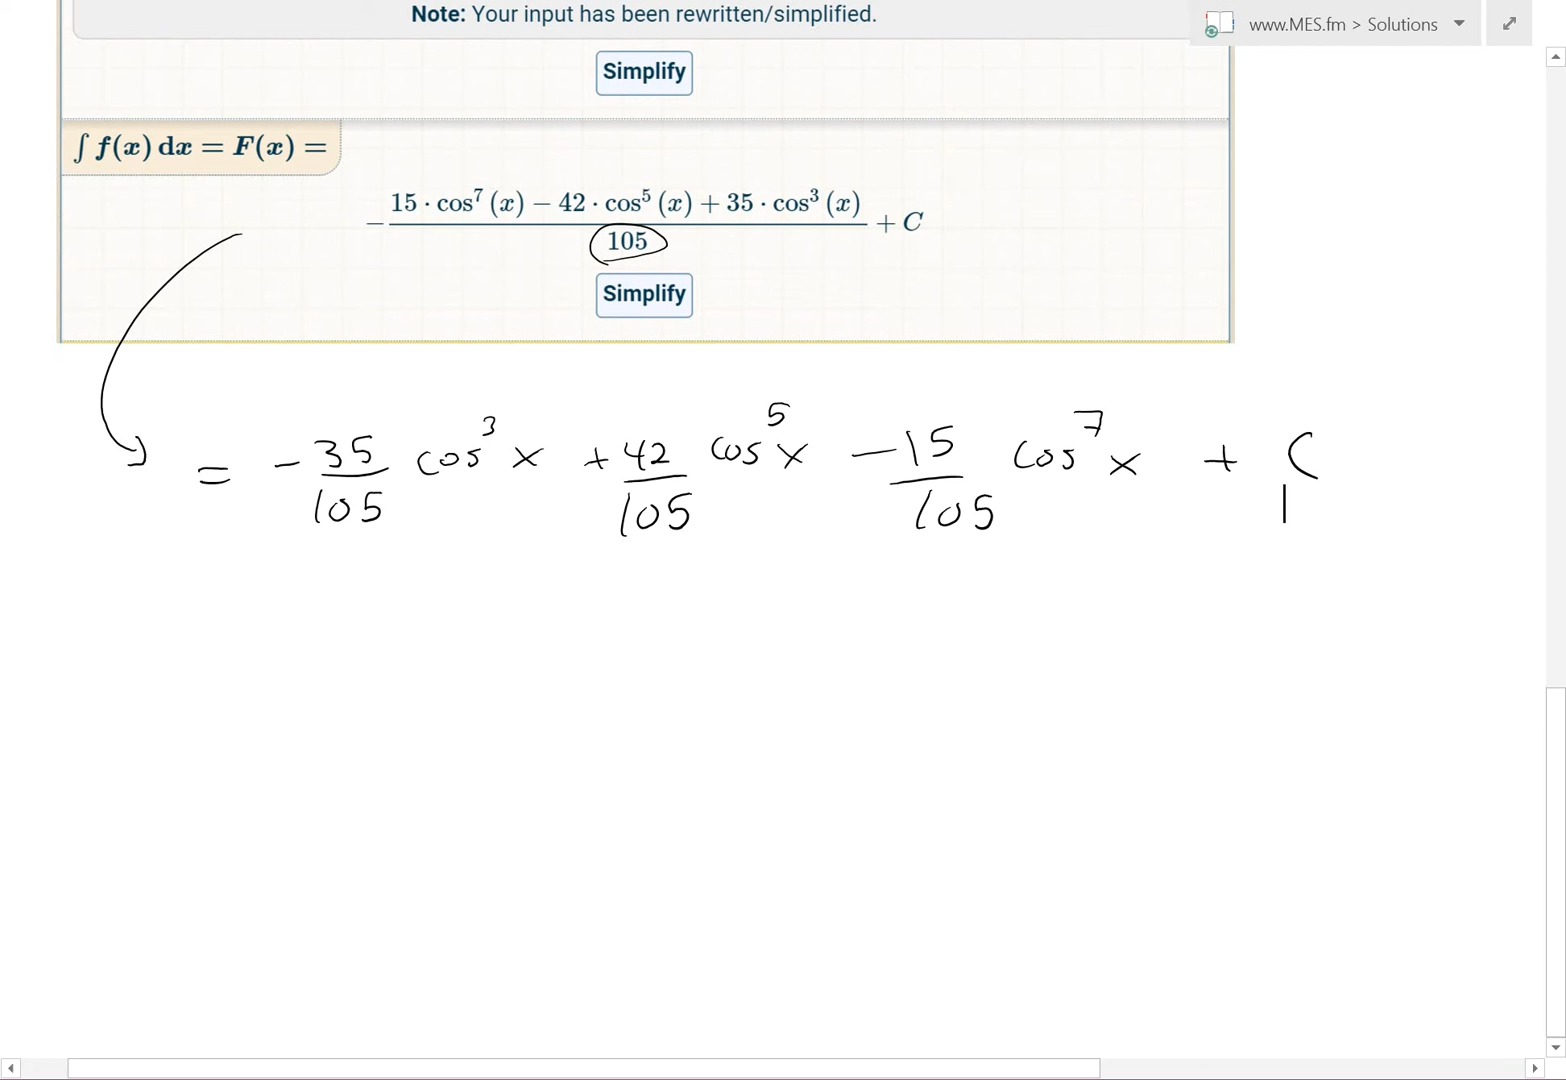 Note: Your input has been rewritten/simplified.
www.MES.fm > Solutions
Simplify
∫ f(x) dx = F(x) =
− (15 · cos⁷ (x) − 42 · cos⁵ (x) + 35 · cos³ (x)) / 105 + C
Simplify
= − 35/105 cos³ x + 42/105 cos⁵ x − 15/105 cos⁷ x + C